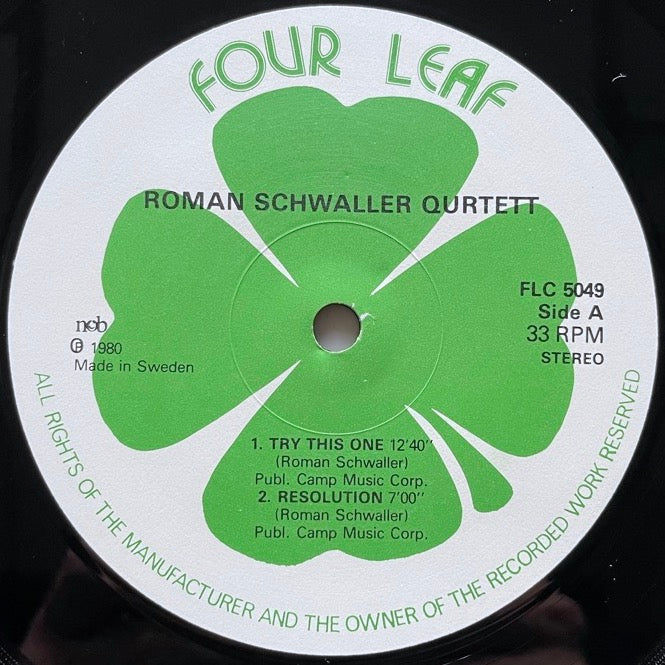 FOUR LEAF
ROMAN SCHWALLER QURTETT
FLC 5049
Side A
33 RPM
STEREO
ncb
Ⓟ 1980
Made in Sweden
1. TRY THIS ONE 12'40''
(Roman Schwaller)
Publ. Camp Music Corp.
2. RESOLUTION 7'00''
(Roman Schwaller)
Publ. Camp Music Corp.
ALL RIGHTS OF THE MANUFACTURER AND THE OWNER OF THE RECORDED WORK RESERVED